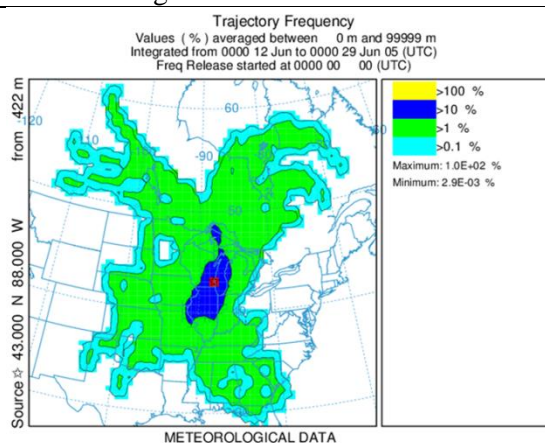 Trajectory Frequency
Values ( % ) averaged between 0 m and 99999 m
Integrated from 0000 12 Jun to 0000 29 Jun 05 (UTC)
Freq Release started at 0000 00 00 (UTC)
Source ☆ 43.000 N 88.000 W from 422 m
-120
-110
60
-90
50
>100 %
>10 %
>1 %
>0.1 %
Maximum: 1.0E+02 %
Minimum: 2.9E-03 %
METEOROLOGICAL DATA